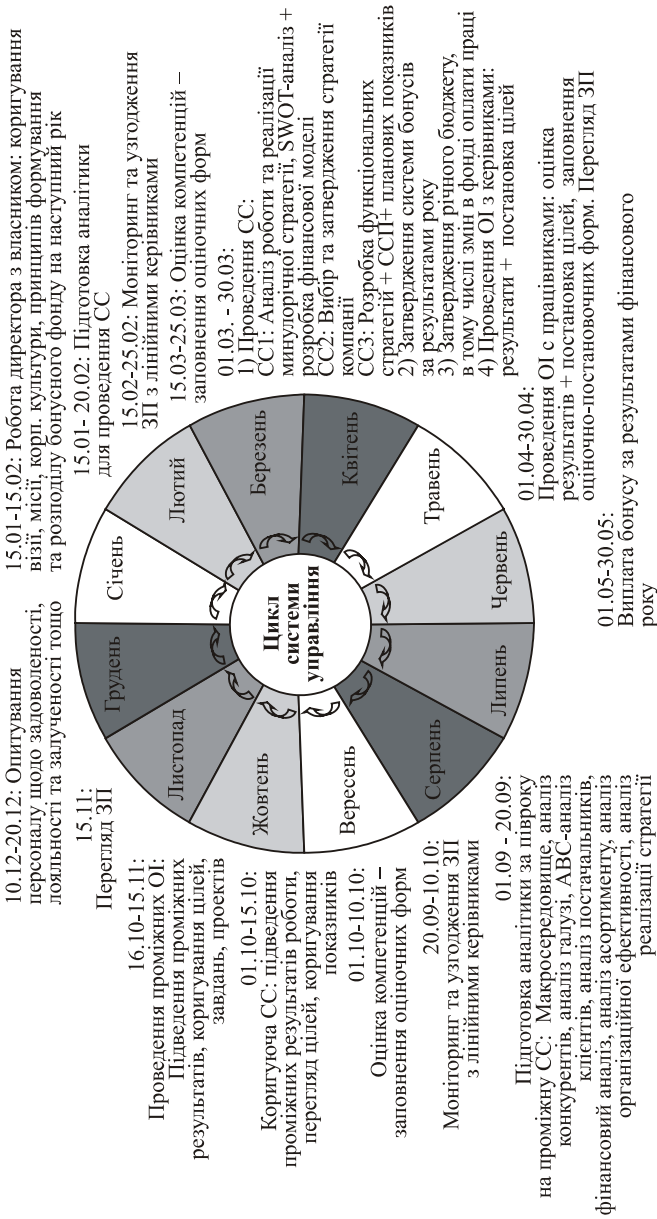 10.12-20.12: Опитування
персоналу щодо задоволеності,
лояльності та залученості тощо
15.11:
Перегляд ЗП
16.10-15.11:
Проведення проміжних ОІ:
Підведення проміжних
результатів, коригування цілей,
завдань, проектів
01.10-15.10:
Коригуюча СС: підведення
проміжних результатів роботи,
перегляд цілей, коригування
показників
01.10-10.10:
Оцінка компетенцій –
заповнення оціночних форм
20.09-10.10:
Моніторинг та узгодження ЗП
з лінійними керівниками
01.09 - 20.09:
Підготовка аналітики за півроку
на проміжну СС:  Макросередовище, аналіз
конкурентів, аналіз галузі, АВС-аналіз
клієнтів, аналіз постачальників,
фінансовий аналіз, аналіз асортименту, аналіз
організаційної ефективності, аналіз
реалізації стратегії
Цикл
системи
управління
Січень
Лютий
Березень
Квітень
Травень
Червень
Липень
Серпень
Вересень
Жовтень
Листопад
Грудень
15.01-15.02: Робота директора з власником: коригування
візії, місії, корп. культури, принципів формування
та розподілу бонусного фонду на наступний рік
15.01- 20.02: Підготовка аналітики
для проведення СС
15.02-25.02: Моніторинг та узгодження
ЗП з лінійними керівниками
15.03-25.03: Оцінка компетенцій –
заповнення оціночних форм
01.03. - 30.03:
1) Проведення СС:
СС1: Аналіз роботи та реалізації
минулорічної стратегії, SWOT-аналіз +
розробка фінансової моделі
СС2: Вибір та затвердження стратегії
компанії
СС3: Розробка функціональних
стратегій + ССП+ планових показників
2) Затвердження системи бонусів
за результатами року
3) Затвердження річного бюджету,
в тому числі змін в фонді оплати праці
4) Проведення ОІ з керівниками:
результати +  постановка цілей
01.04-30.04:
Проведення ОІ с працівниками: оцінка
результатів + постановка цілей,  заповнення
оціночно-постановочних форм. Перегляд ЗП
01.05-30.05:
Виплата бонусу за результатами фінансового
року